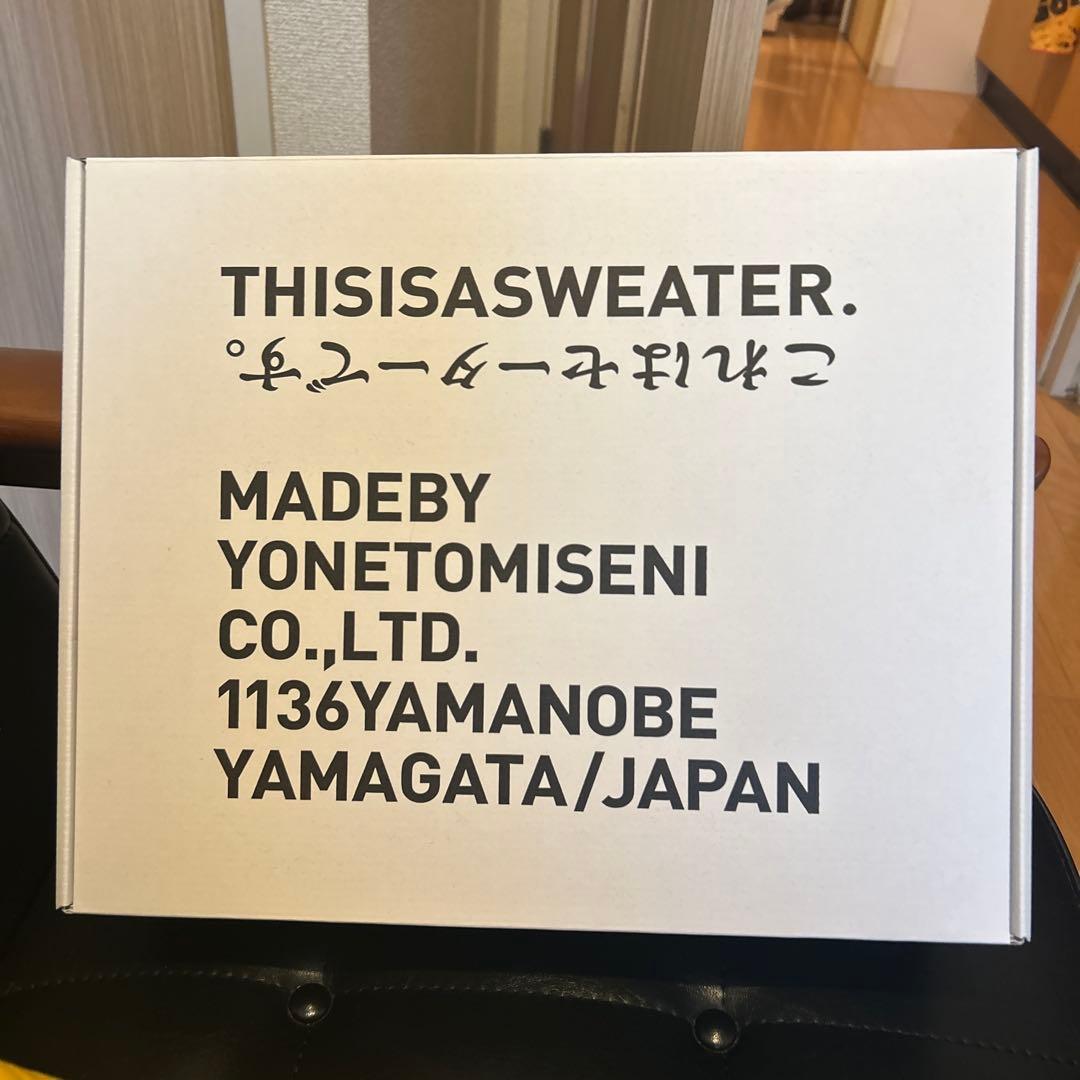 THISISASWEATER.
これはセーターです。
MADEBY
YONETOMISENI
CO.,LTD.
1136YAMANOBE
YAMAGATA/JAPAN